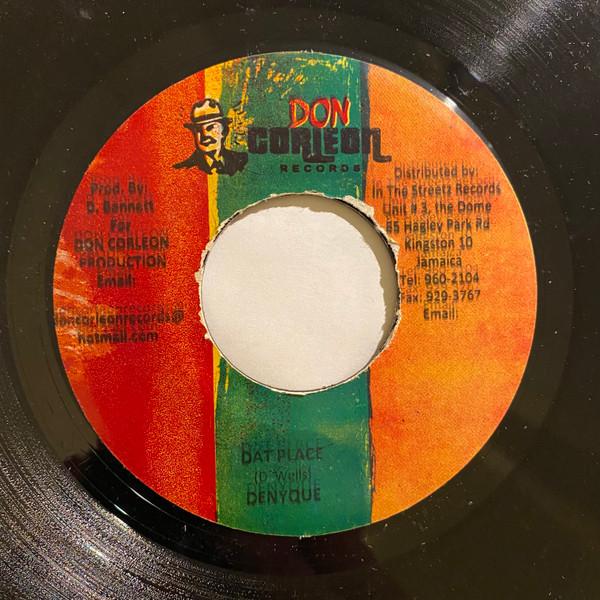 DON
CORLEON
RECORDS
Prod. By:
D. Bennett
For
DON CORLEON
PRODUCTION
Email:
doncorleonrecords@
hotmail.com
Distributed by:
In The Streetz Records
Unit # 3, the Dome
85 Hagley Park Rd
Kingston 10
Jamaica
Tel: 960-2104
Fax: 929-3767
Email:
DAT PLACE
(D. Wells)
DENYQUE